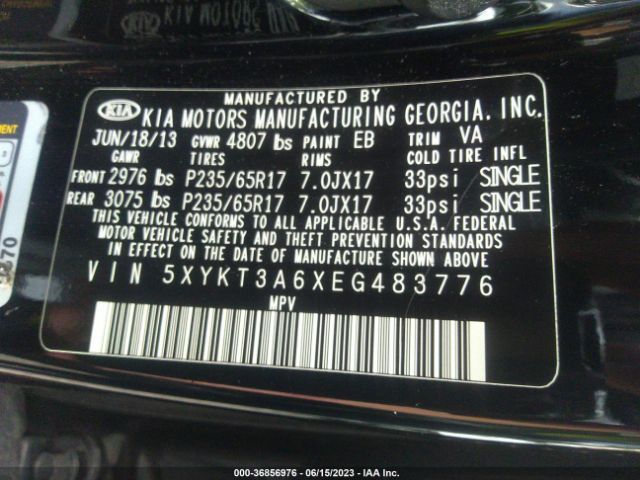 KIA MOTORS
MANUFACTURED BY
KIA KIA MOTORS MANUFACTURING GEORGIA, INC.
JUN/18/13 GVWR 4807 lbs PAINT EB TRIM VA
GAWR TIRES RIMS COLD TIRE INFL
FRONT 2976 lbs P235/65R17 7.0JX17 33psi SINGLE
REAR 3075 lbs P235/65R17 7.0JX17 33psi SINGLE
THIS VEHICLE CONFORMS TO ALL APPLICABLE U.S.A. FEDERAL
MOTOR VEHICLE SAFETY AND THEFT PREVENTION STANDARDS
IN EFFECT ON THE DATE OF MANUFACTURE SHOWN ABOVE
VIN 5XYKT3A6XEG483776
MPV
000-36856976 - 06/15/2023 - IAA Inc.